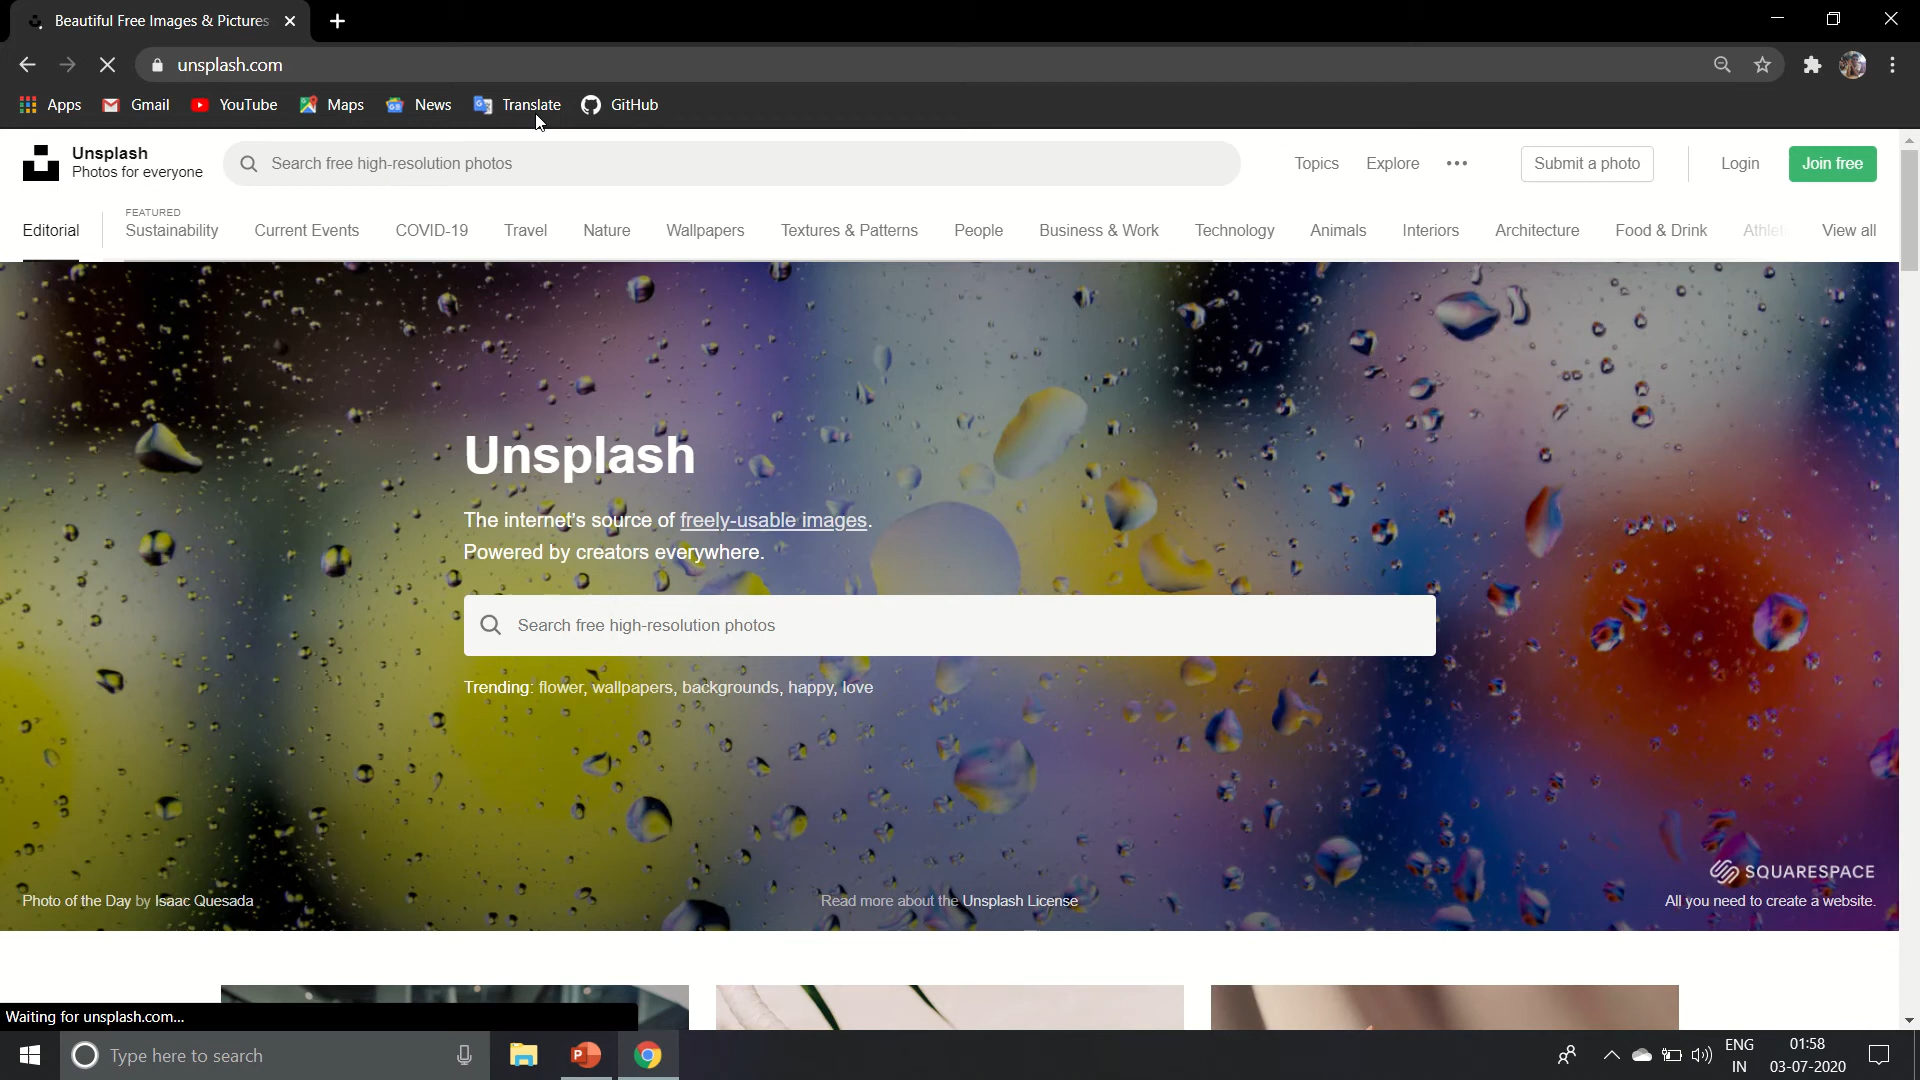 Beautiful Free Images & Pictures
unsplash.com
Apps Gmail YouTube Maps News Translate GitHub
Unsplash
Photos for everyone
Search free high-resolution photos
Topics Explore ••• Submit a photo Login Join free
FEATURED
Editorial Sustainability Current Events COVID-19 Travel Nature Wallpapers Textures & Patterns People Business & Work Technology Animals Interiors Architecture Food & Drink Athlet View all
Unsplash
The internet's source of freely-usable images.
Powered by creators everywhere.
Search free high-resolution photos
Trending: flower, wallpapers, backgrounds, happy, love
SQUARESPACE
Photo of the Day by Isaac Quesada Read more about the Unsplash License All you need to create a website.
Waiting for unsplash.com...
Type here to search
ENG
IN
01:58
03-07-2020